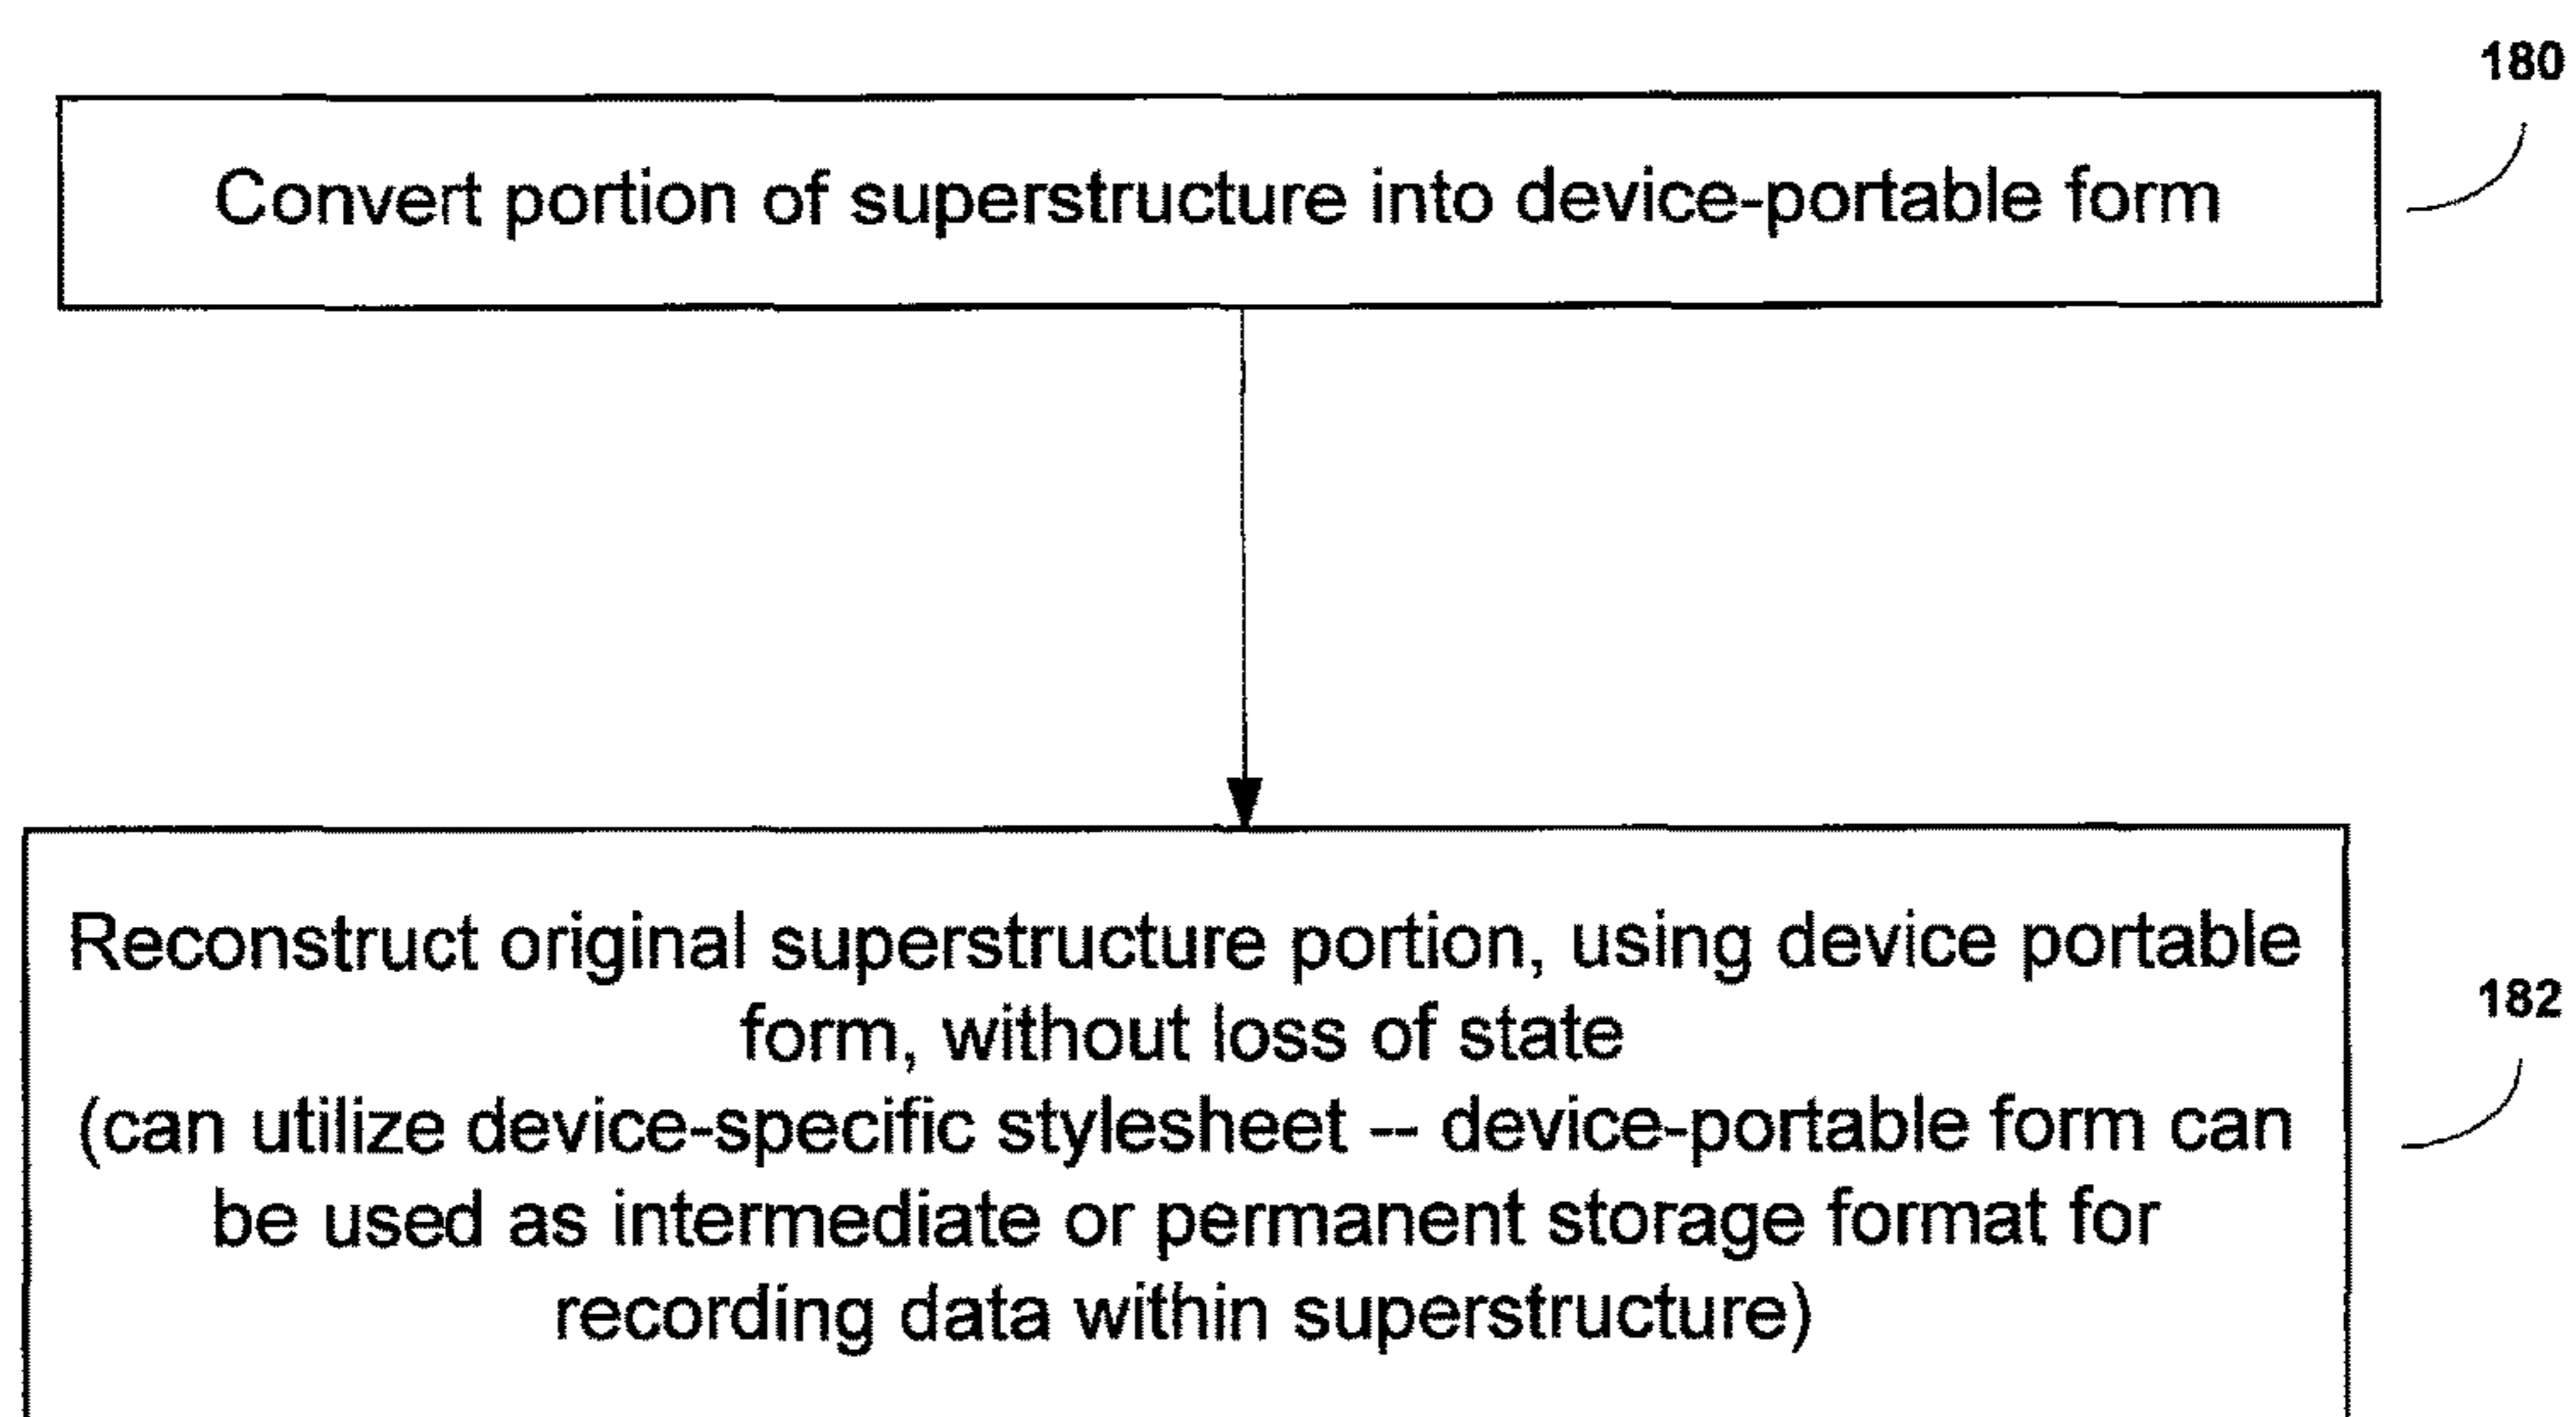 180
Convert portion of superstructure into device-portable form
Reconstruct original superstructure portion, using device portable
form, without loss of state
182
(can utilize device-specific stylesheet -- device-portable form can
be used as intermediate or permanent storage format for
recording data within superstructure)